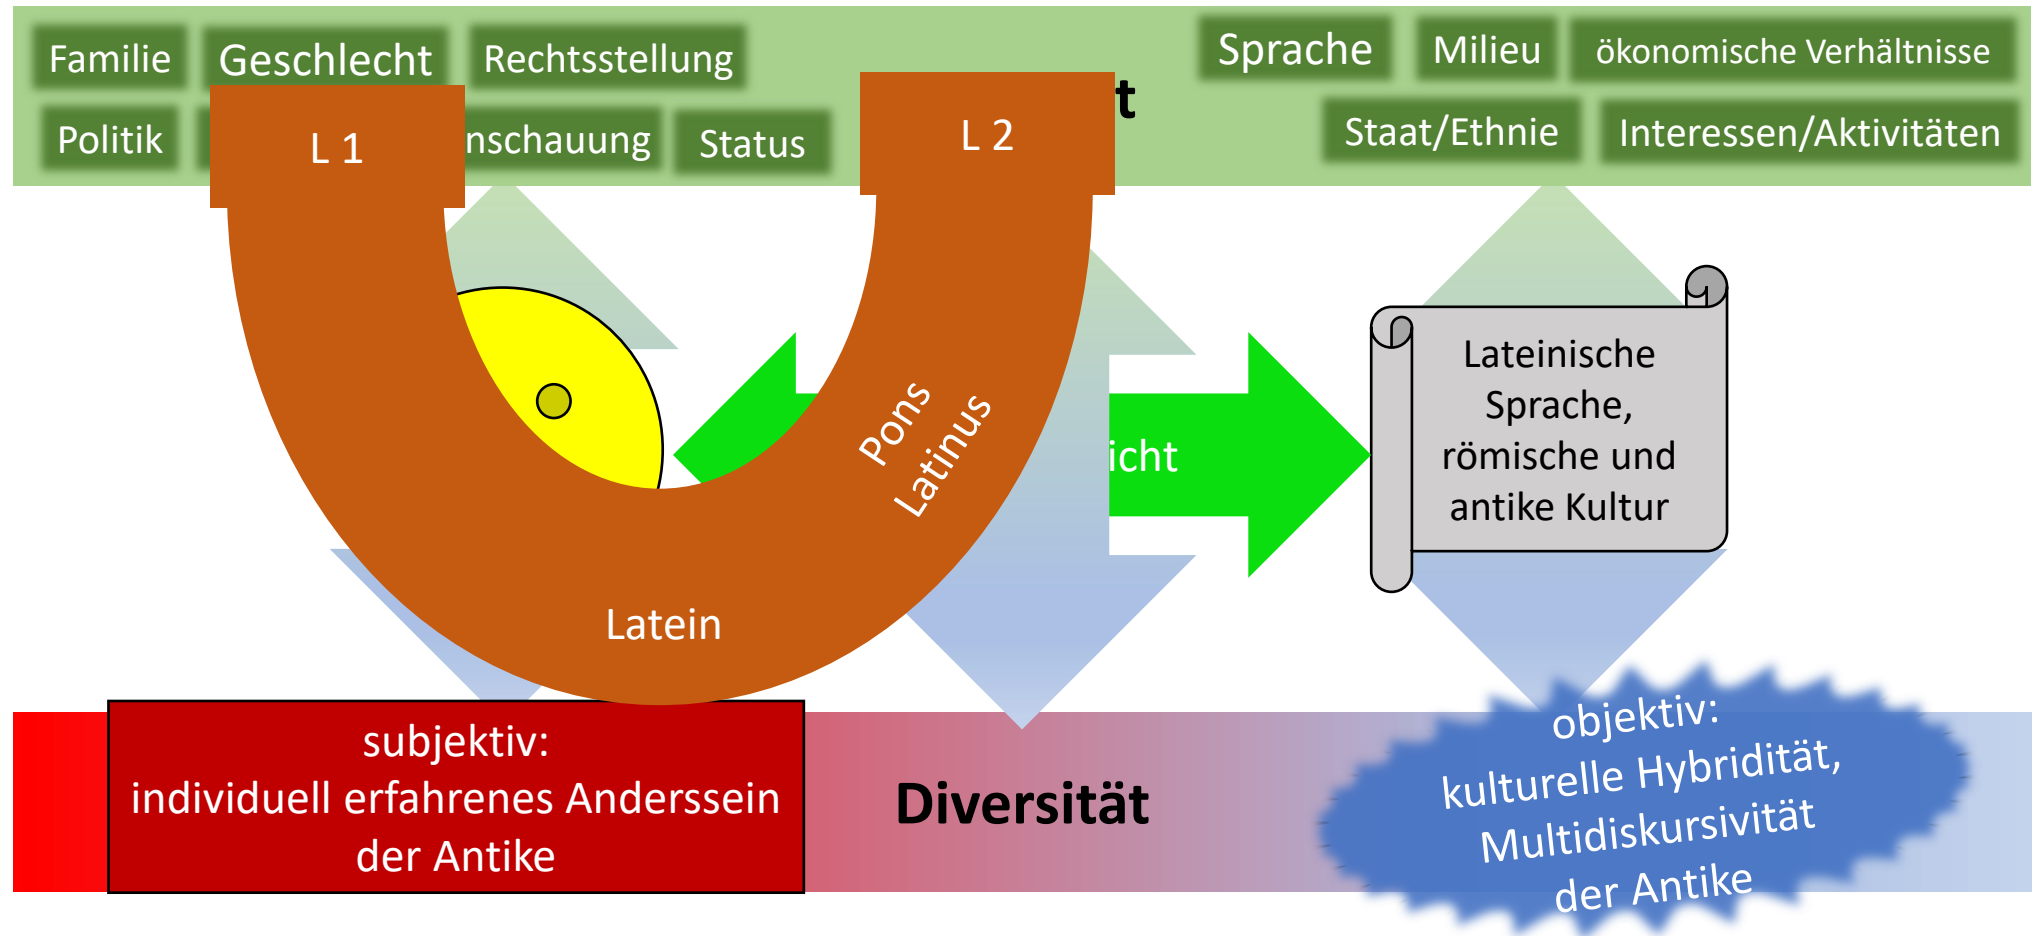 Familie
Geschlecht
Rechtsstellung
Sprache
Milieu
ökonomische Verhältnisse
t
Politik
nschauung
Status
Staat/Ethnie
Interessen/Aktivitäten
L 1
L 2
Pons
Latinus
Latein
icht
Lateinische
Sprache,
römische und
antike Kultur
subjektiv:
individuell erfahrenes Anderssein
der Antike
Diversität
objektiv:
kulturelle Hybridität,
Multidiskursivität
der Antike